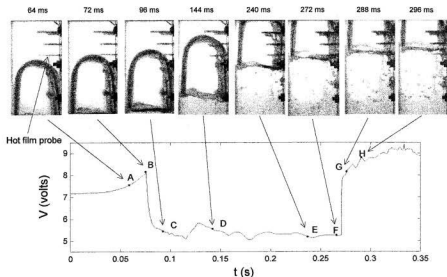 64 ms 72 ms 96 ms 144 ms 240 ms 272 ms 288 ms 296 ms
Hot film probe
V (volts)
9
8
7
6
5
A
B
C
D
E
F
G
H
0 0.05 0.1 0.15 0.2 0.25 0.3 0.35
t (s)